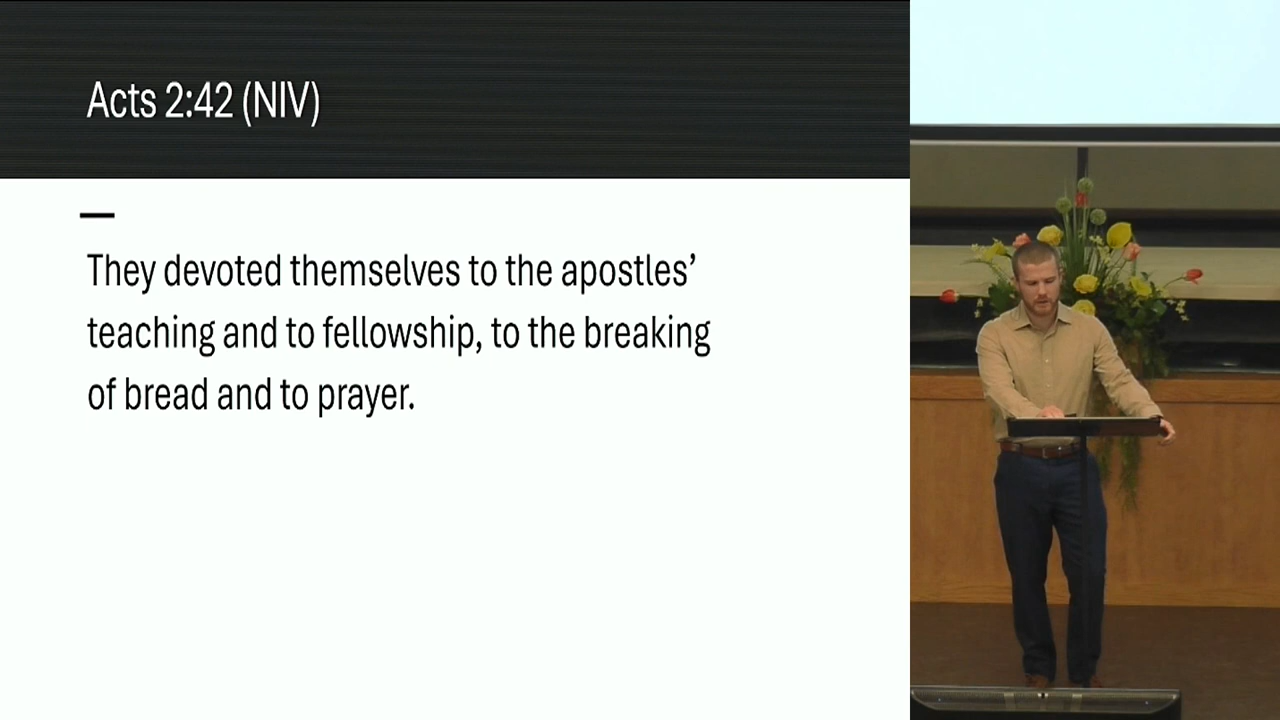 Acts 2:42 (NIV)
They devoted themselves to the apostles’
teaching and to fellowship, to the breaking
of bread and to prayer.